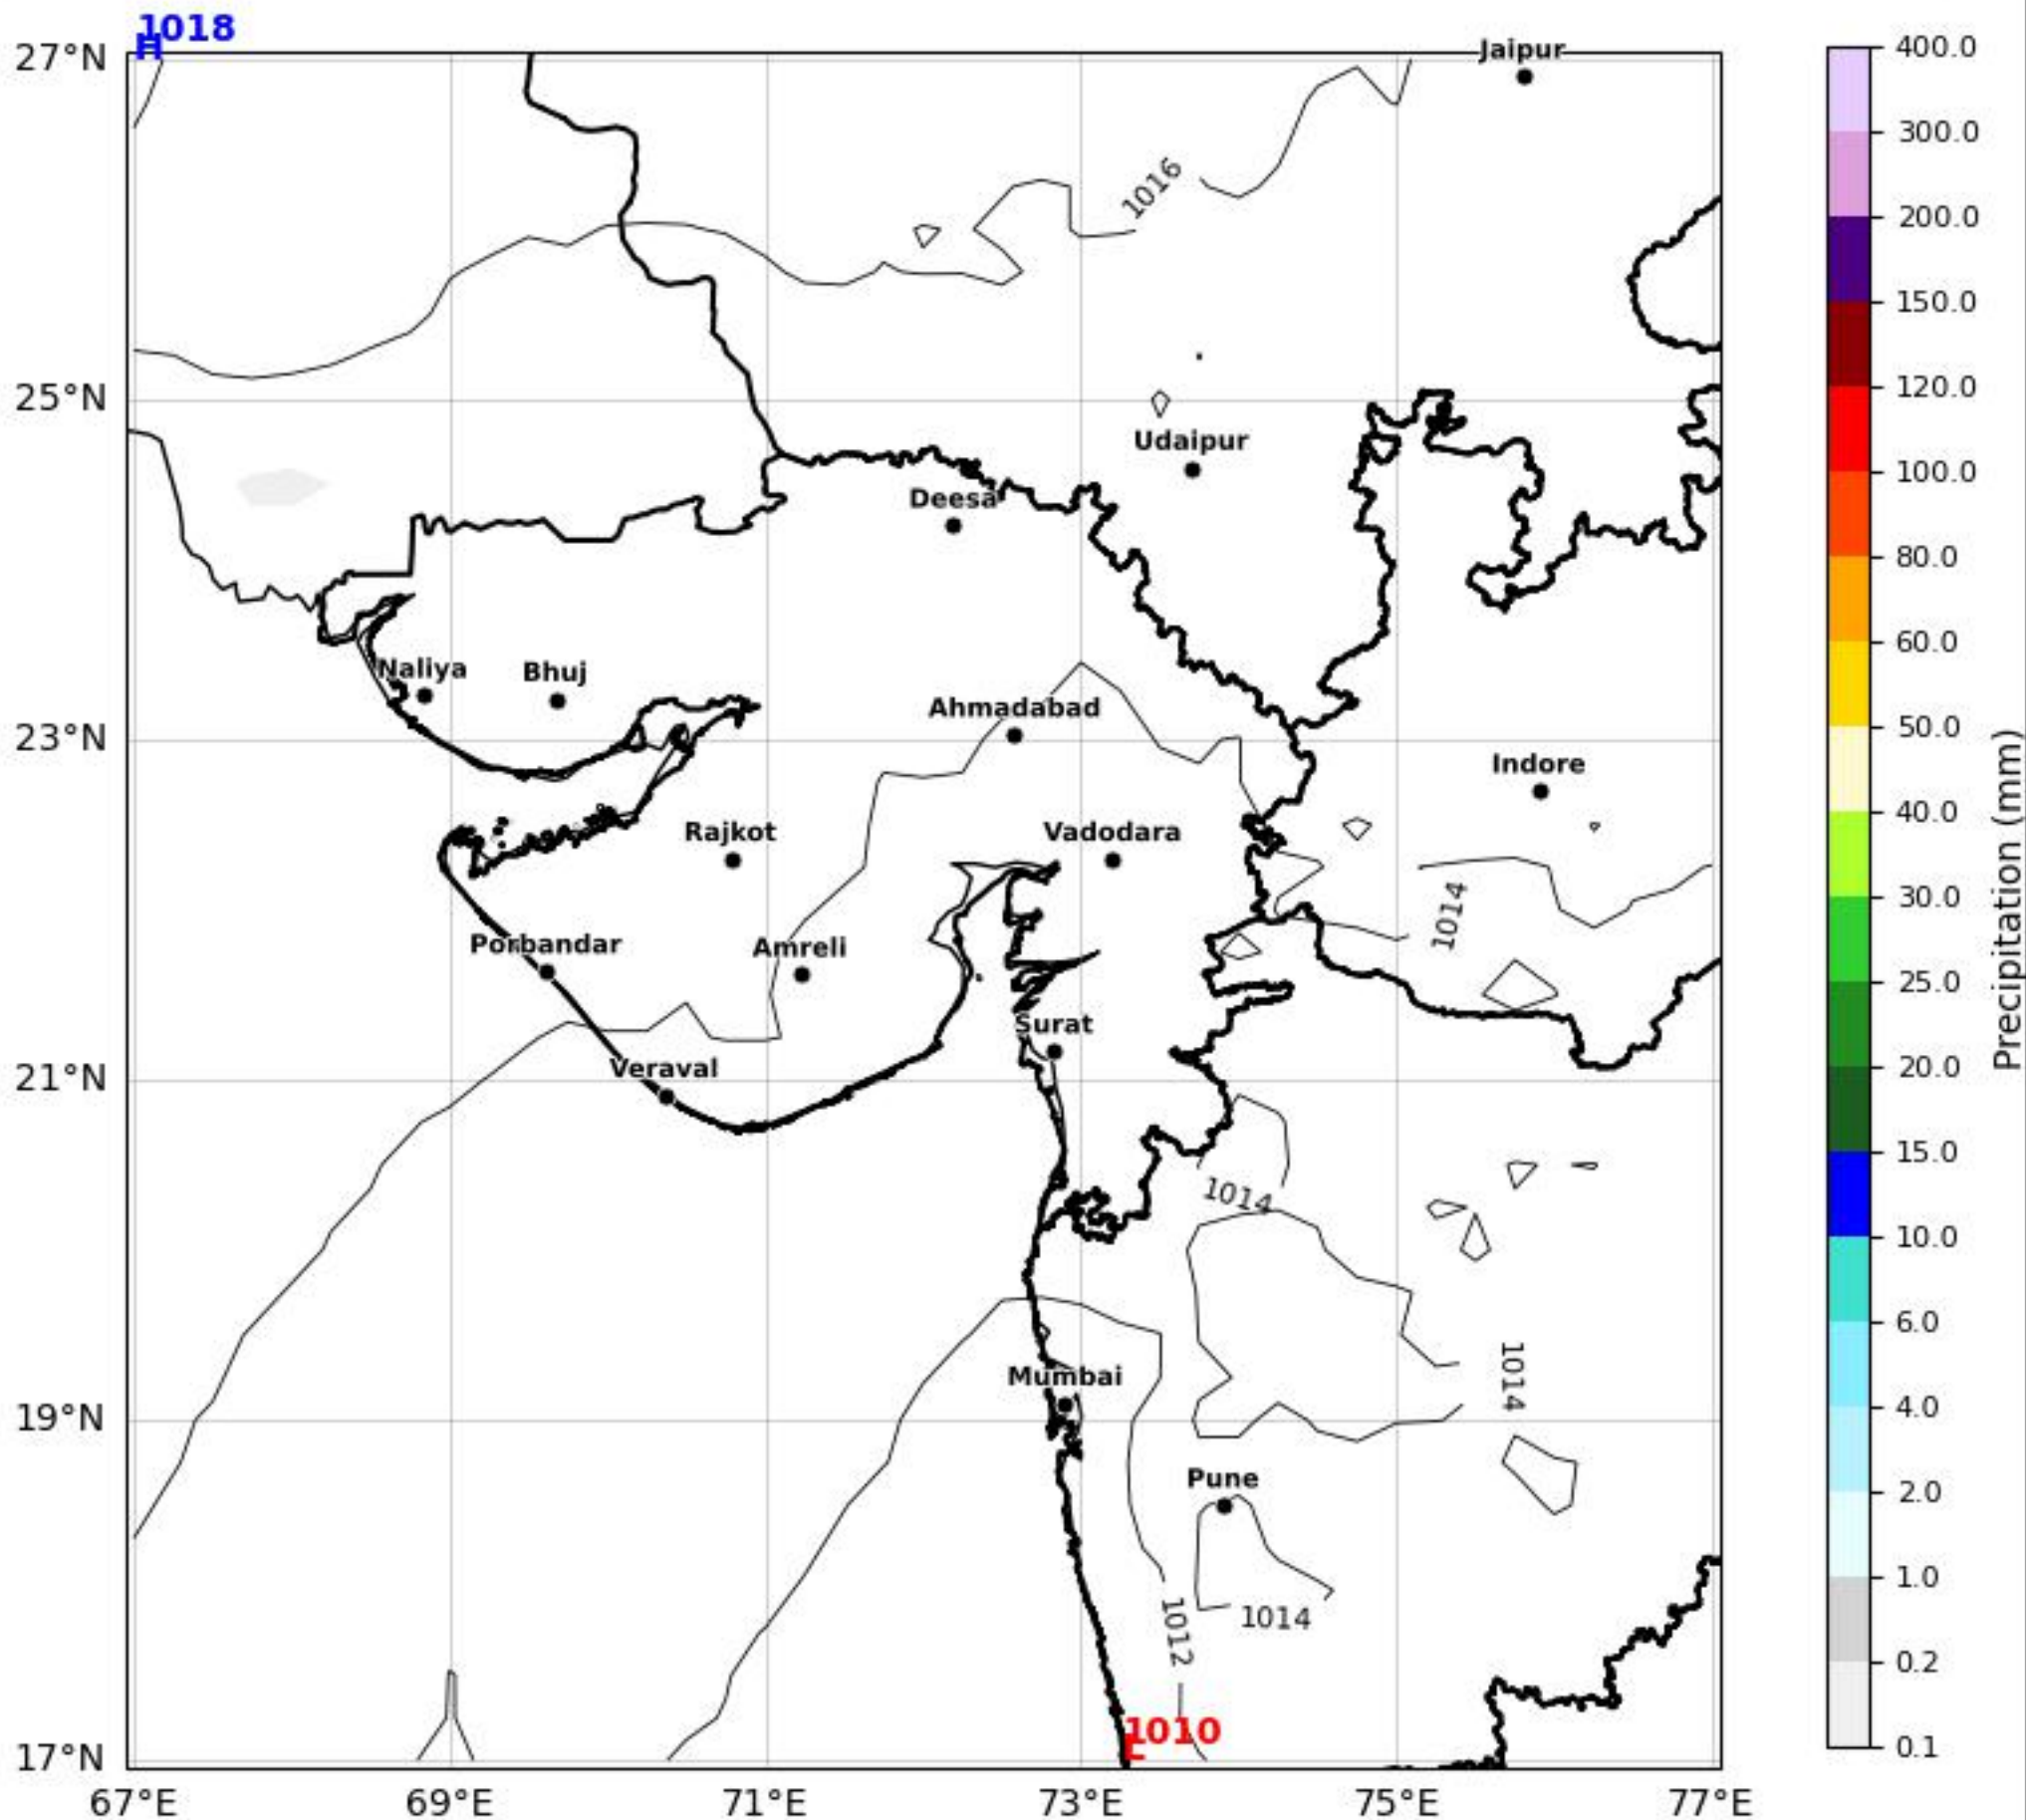 1018
H
27°N
25°N
23°N
21°N
19°N
17°N
67°E
69°E
71°E
73°E
75°E
77°E
Jaipur
1016
Udaipur
Deesa
Naliya
Bhuj
Ahmadabad
Indore
Rajkot
Vadodara
1014
Porbandar
Amreli
Surat
Veraval
1014
1014
Mumbai
Pune
1014
1012
1010
L
400.0
300.0
200.0
150.0
120.0
100.0
80.0
60.0
50.0
40.0
30.0
25.0
20.0
15.0
10.0
6.0
4.0
2.0
1.0
0.2
0.1
Precipitation (mm)